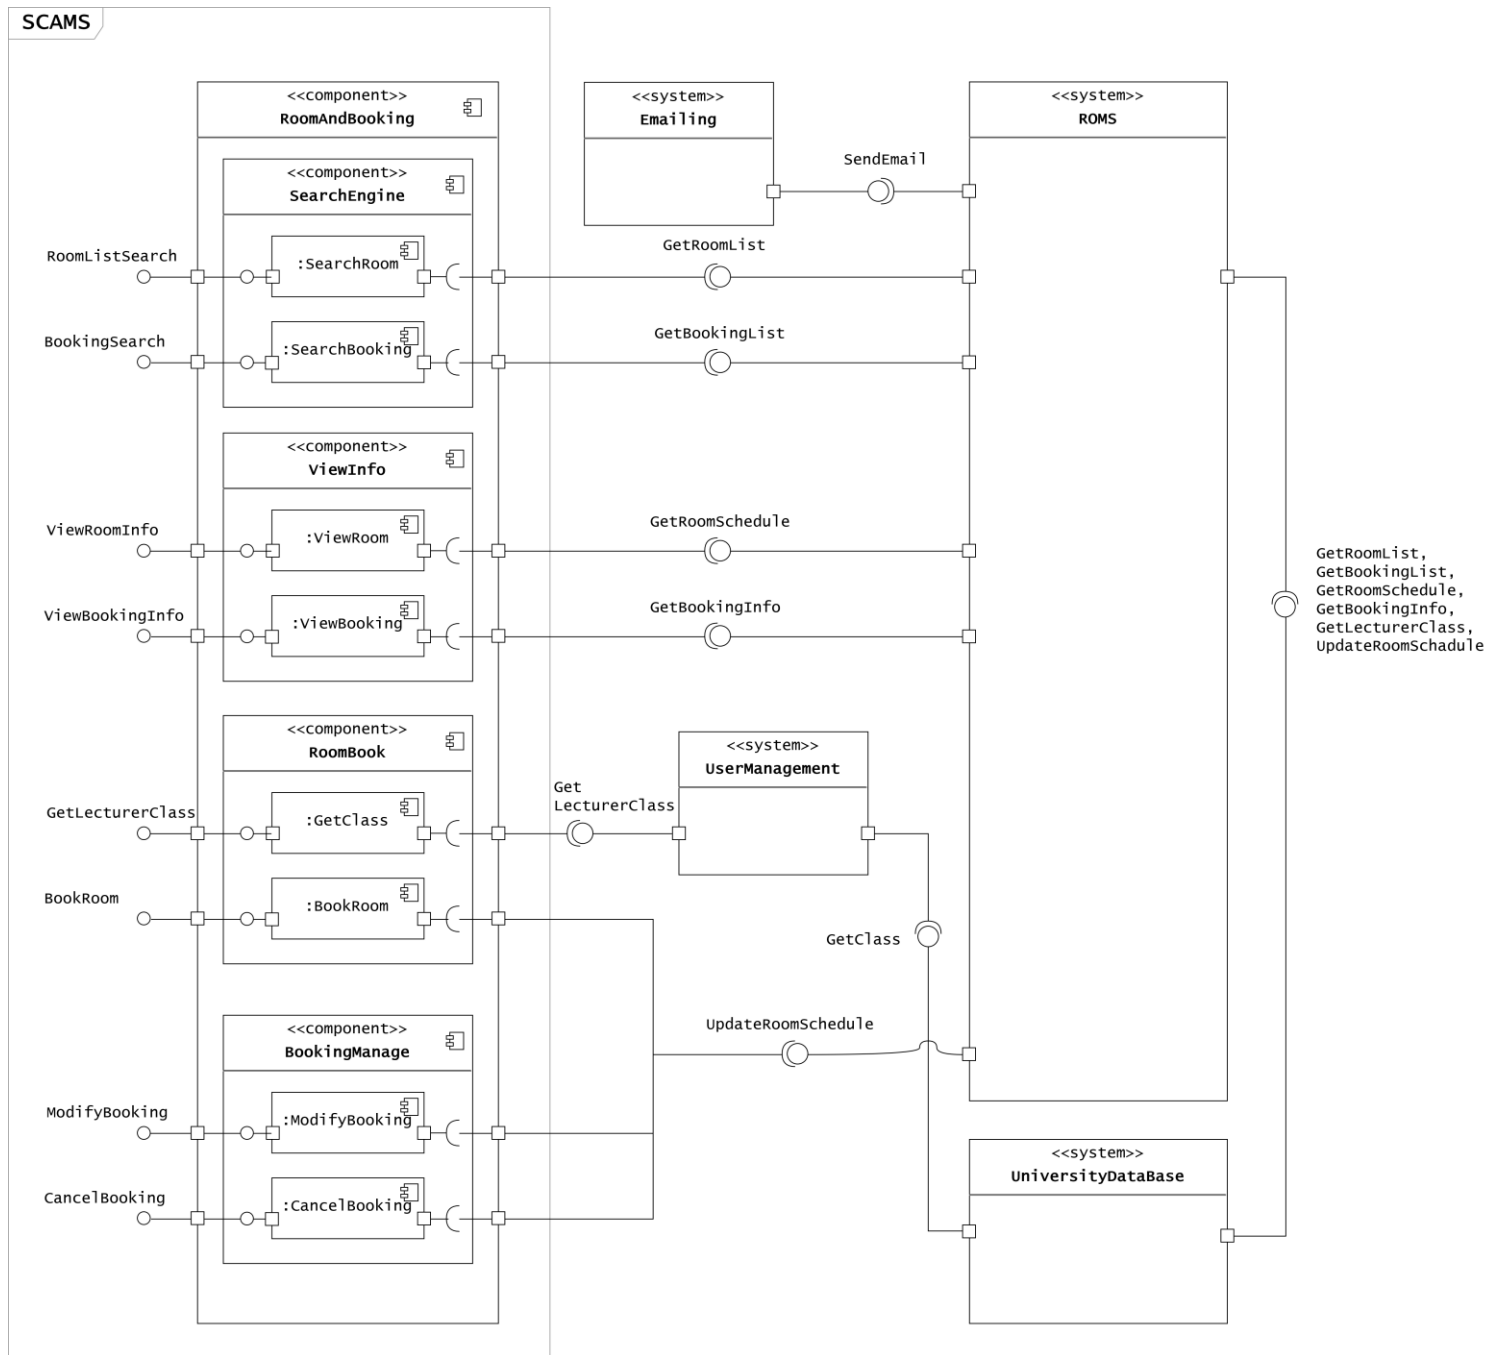 SCAMS
<<component>>
RoomAndBooking
<<system>>
Emailing
<<system>>
ROMS
<<component>>
SearchEngine
SendEmail
RoomListSearch
:SearchRoom
GetRoomList
BookingSearch
:SearchBooking
GetBookingList
<<component>>
ViewInfo
ViewRoomInfo
:ViewRoom
GetRoomSchedule
ViewBookingInfo
:ViewBooking
GetBookingInfo
GetRoomList,
GetBookingList,
GetRoomSchedule,
GetBookingInfo,
GetLecturerClass,
UpdateRoomSchadule
<<component>>
RoomBook
<<system>>
UserManagement
GetLecturerClass
:GetClass
Get
LecturerClass
BookRoom
:BookRoom
GetClass
<<component>>
BookingManage
UpdateRoomSchedule
ModifyBooking
:ModifyBooking
<<system>>
UniversityDataBase
CancelBooking
:CancelBooking